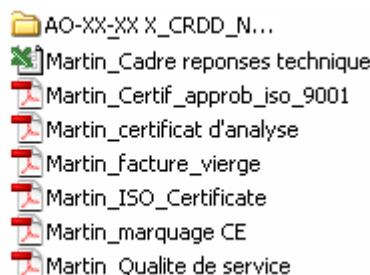 AO-XX-XX X_CRDD_N...
Martin_Cadre reponses technique
Martin_Certif_approb_iso_9001
Martin_certificat d'analyse
Martin_facture_vierge
Martin_ISO_Certificate
Martin_marquage CE
Martin_Qualite de service